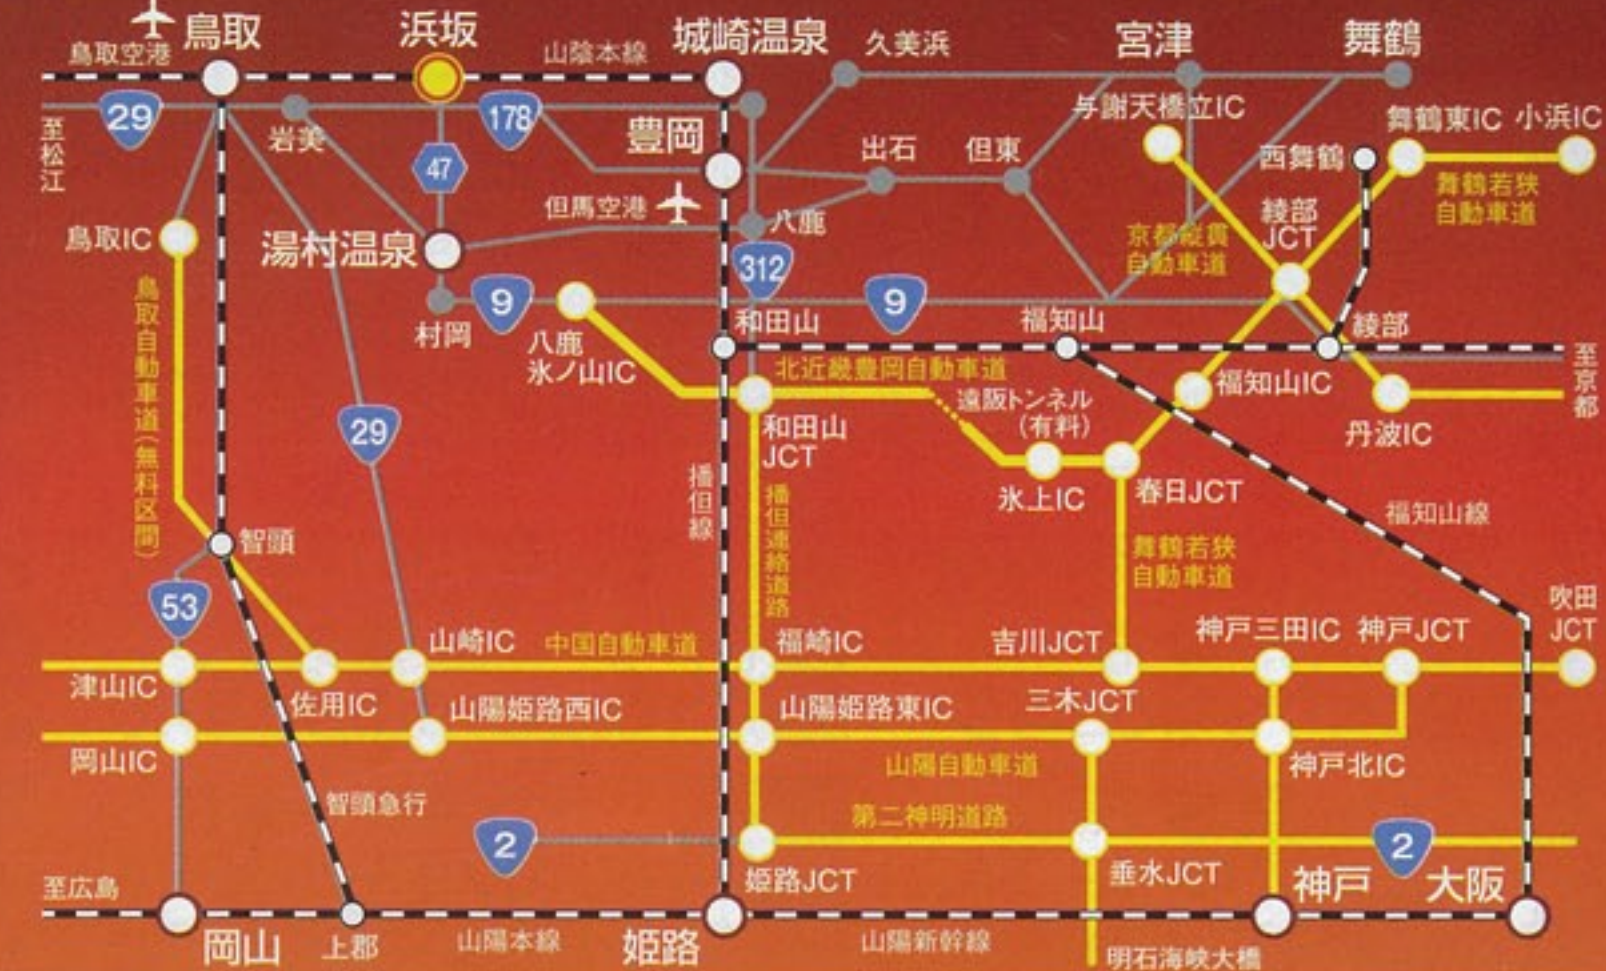 鳥取
浜坂
城崎温泉
久美浜
宮津
舞鶴
鳥取空港
山陰本線
29
178
岩美
豊岡
与謝天橋立IC
舞鶴東IC
小浜IC
至松江
47
出石
但東
西舞鶴
舞鶴若狭
自動車道
但馬空港
八鹿
綾部
JCT
鳥取IC
湯村温泉
京都縦貫
自動車道
312
鳥取自動車道(無料区間)
9
9
村岡
八鹿
氷ノ山IC
和田山
福知山
綾部
至京都
北近畿豊岡自動車道
福知山IC
29
遠阪トンネル
(有料)
和田山
JCT
丹波IC
播但線
播但連絡道路
氷上IC
春日JCT
福知山線
智頭
舞鶴若狭
自動車道
53
吹田
JCT
山崎IC
中国自動車道
福崎IC
吉川JCT
神戸三田IC
神戸JCT
津山IC
佐用IC
山陽姫路西IC
山陽姫路東IC
三木JCT
岡山IC
山陽自動車道
神戸北IC
智頭急行
第二神明道路
2
2
至広島
姫路JCT
垂水JCT
神戸
大阪
岡山
上郡
山陽本線
姫路
山陽新幹線
明石海峡大橋